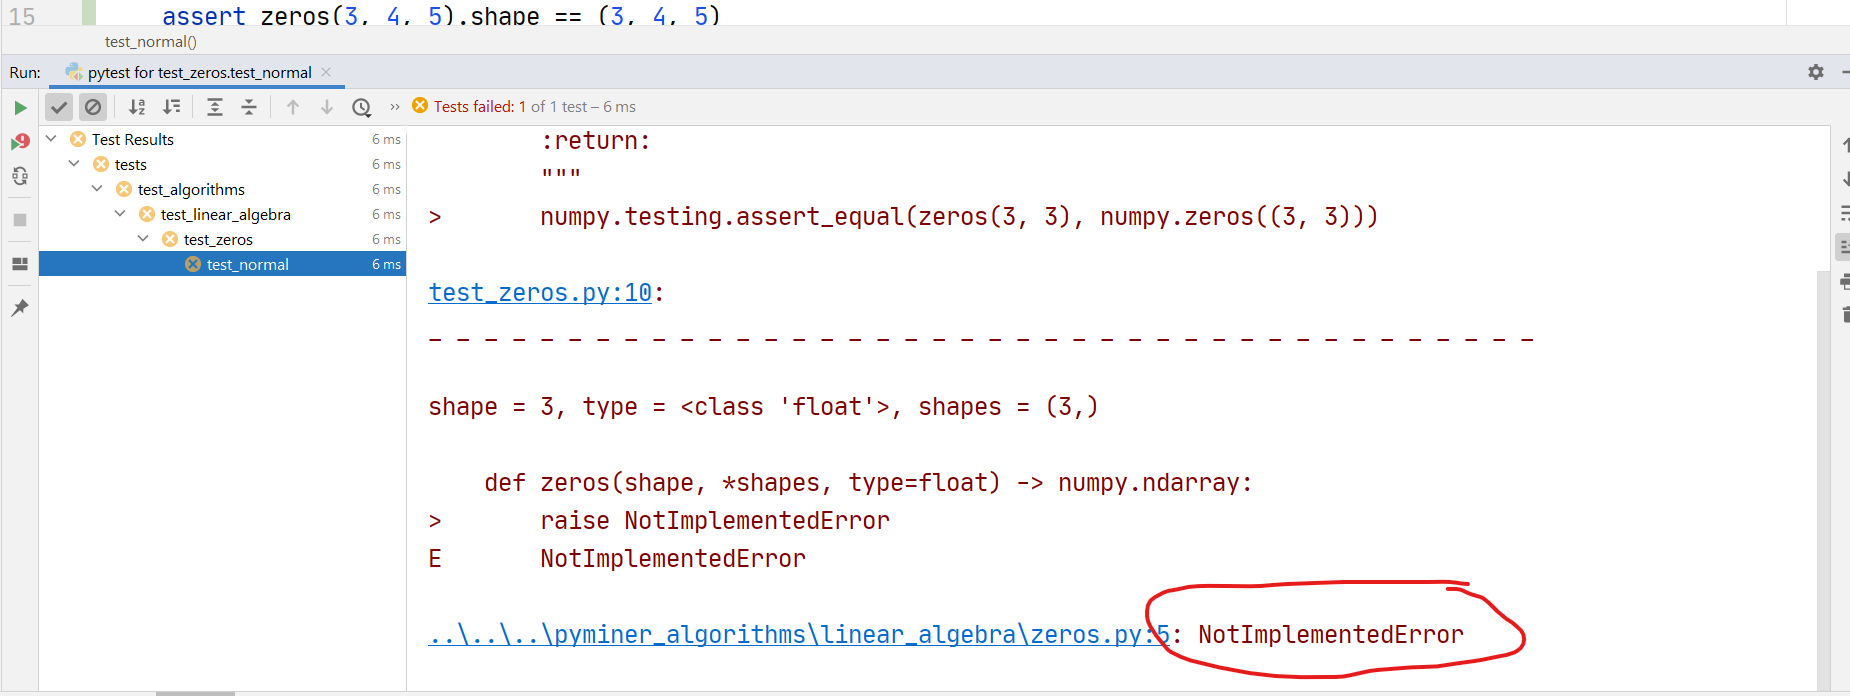 15 assert zeros(3, 4, 5).shape == (3, 4, 5)
test_normal()
Run: pytest for test_zeros.test_normal
Tests failed: 1 of 1 test – 6 ms
Test Results 6 ms
tests 6 ms
test_algorithms 6 ms
test_linear_algebra 6 ms
test_zeros 6 ms
test_normal 6 ms
:return:
"""
> numpy.testing.assert_equal(zeros(3, 3), numpy.zeros((3, 3)))
test_zeros.py:10:
_ _ _ _ _ _ _ _ _ _ _ _ _ _ _ _ _ _ _ _ _ _ _ _ _ _ _ _ _ _ _ _ _ _ _ _ _ _ _ _
shape = 3, type = <class 'float'>, shapes = (3,)
def zeros(shape, *shapes, type=float) -> numpy.ndarray:
> raise NotImplementedError
E NotImplementedError
..\..\..\pyminer_algorithms\linear_algebra\zeros.py:5: NotImplementedError